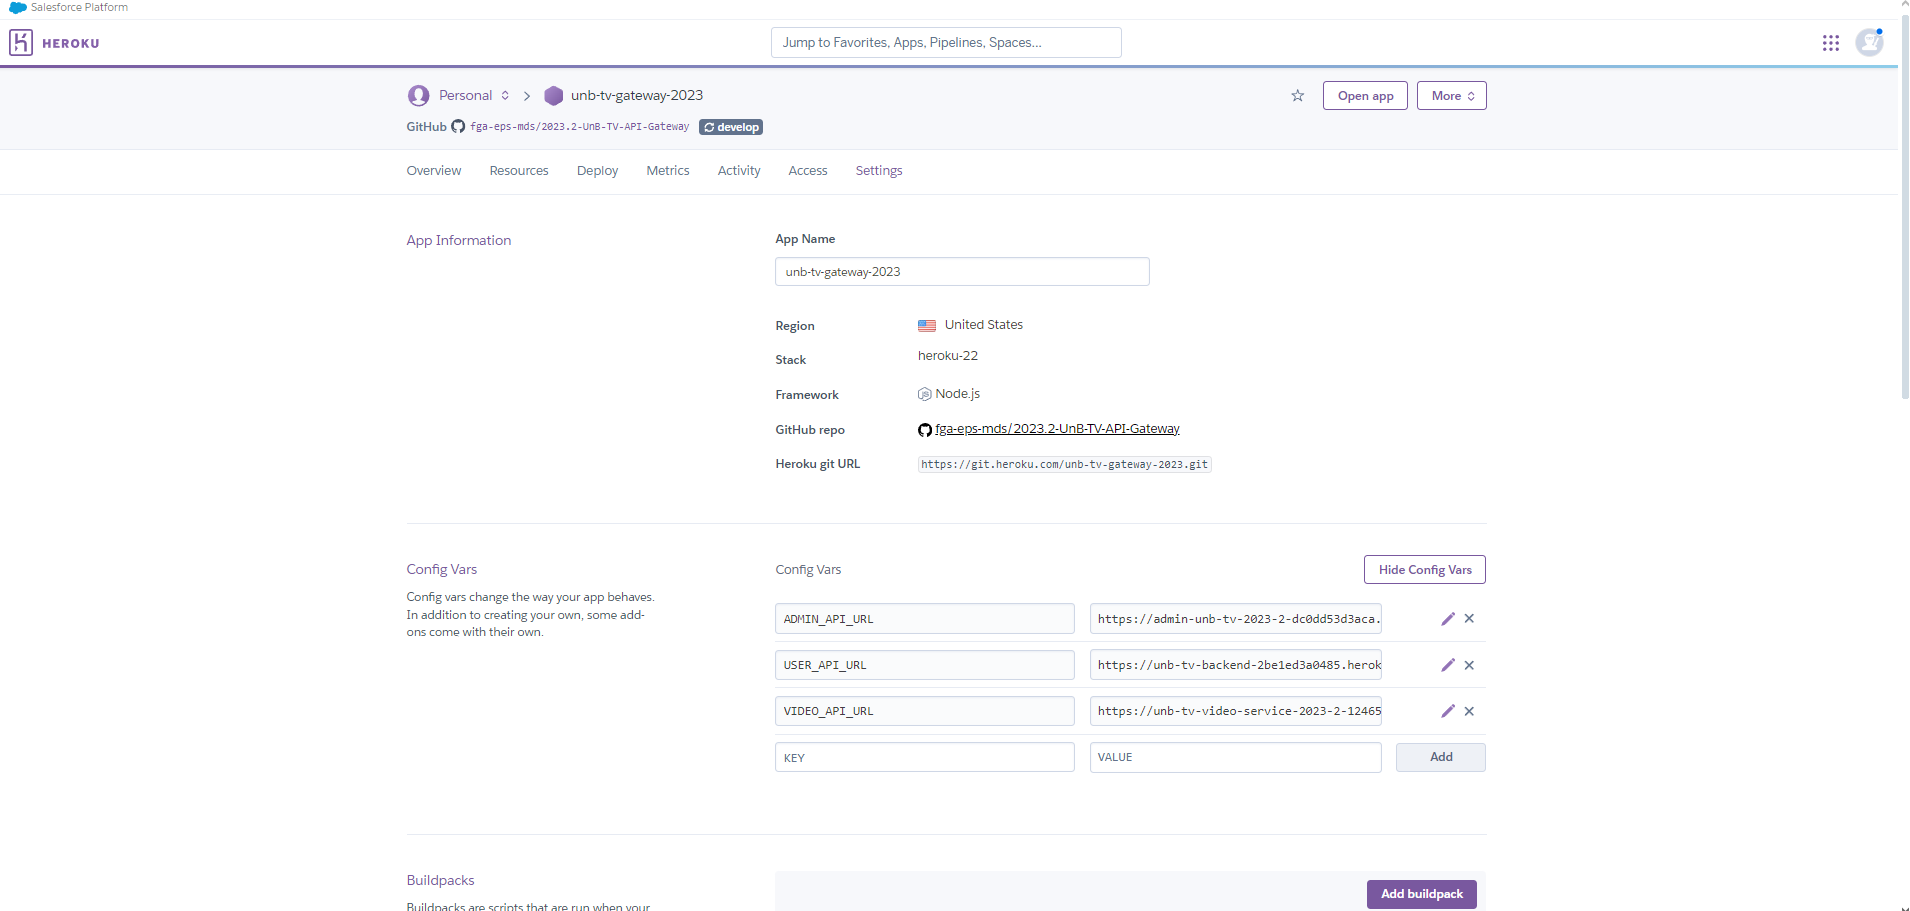 Salesforce Platform
HEROKU
Jump to Favorites, Apps, Pipelines, Spaces...
Personal
unb-tv-gateway-2023
Open app
More
GitHub
fga-eps-mds/2023.2-UnB-TV-API-Gateway
develop
Overview
Resources
Deploy
Metrics
Activity
Access
Settings
App Information
App Name
unb-tv-gateway-2023
Region
United States
Stack
heroku-22
Framework
Node.js
GitHub repo
fga-eps-mds/2023.2-UnB-TV-API-Gateway
Heroku git URL
https://git.heroku.com/unb-tv-gateway-2023.git
Config Vars
Config vars change the way your app behaves.
In addition to creating your own, some add-
ons come with their own.
Config Vars
Hide Config Vars
ADMIN_API_URL
https://admin-unb-tv-2023-2-dc0dd53d3aca.
USER_API_URL
https://unb-tv-backend-2be1ed3a0485.herok
VIDEO_API_URL
https://unb-tv-video-service-2023-2-12465
KEY
VALUE
Add
Buildpacks
Buildpacks are scripts that are run when your
Add buildpack